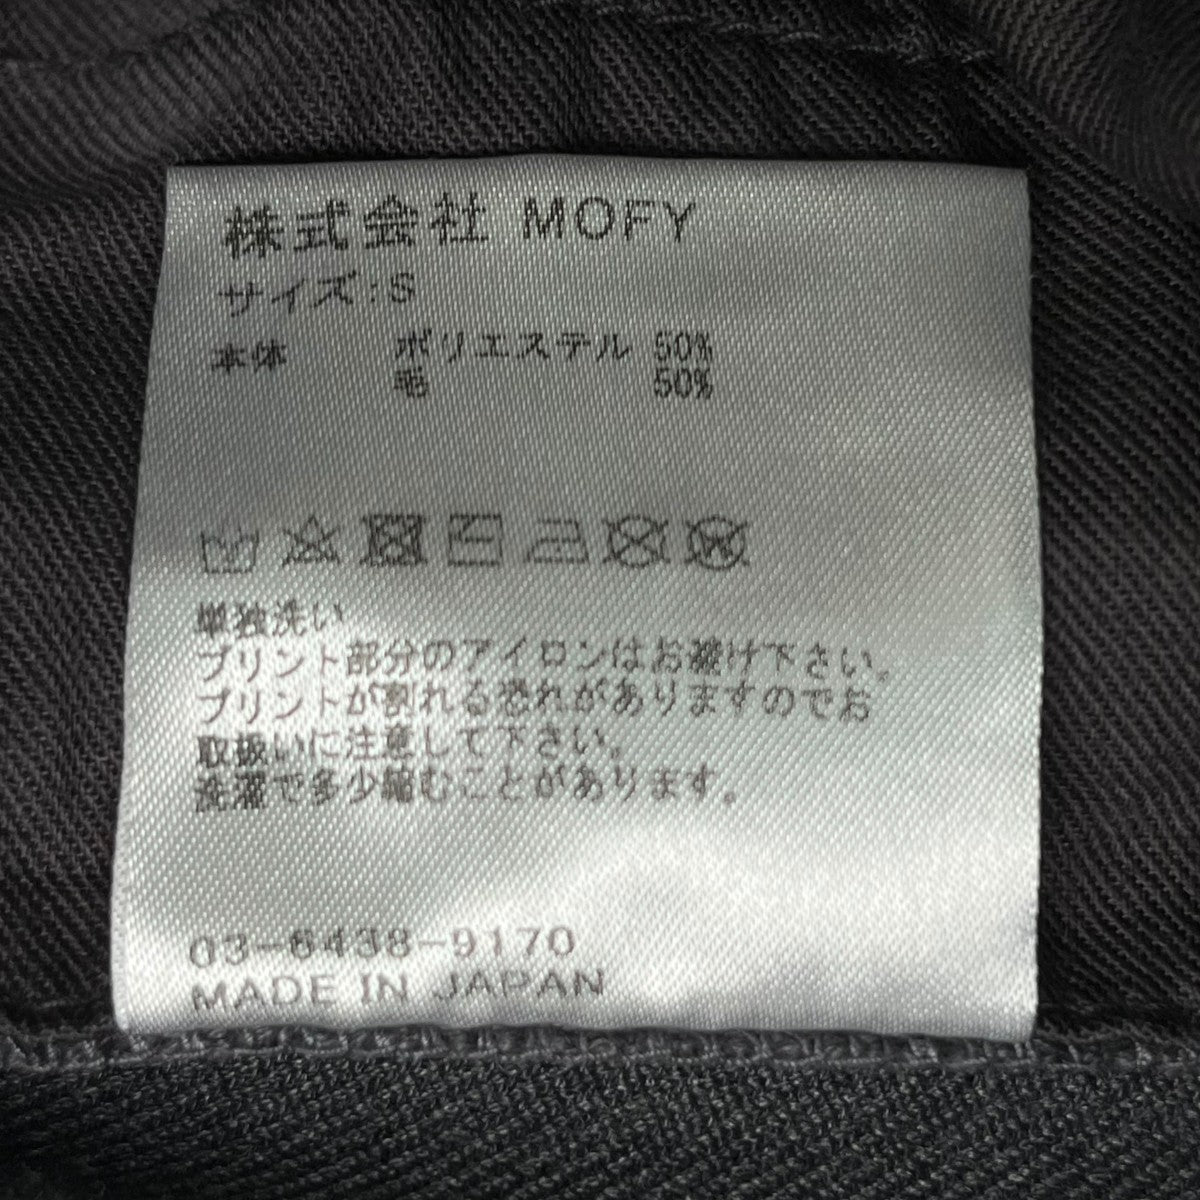 株式会社 MOFY
サイズ:S
本体 ポリエステル 50%
毛 50%
単独洗い
プリント部分のアイロンはお避け下さい。
プリントが割れる恐れがありますのでお
取扱いに注意して下さい。
洗濯で多少縮むことがあります。
03-6438-9170
MADE IN JAPAN